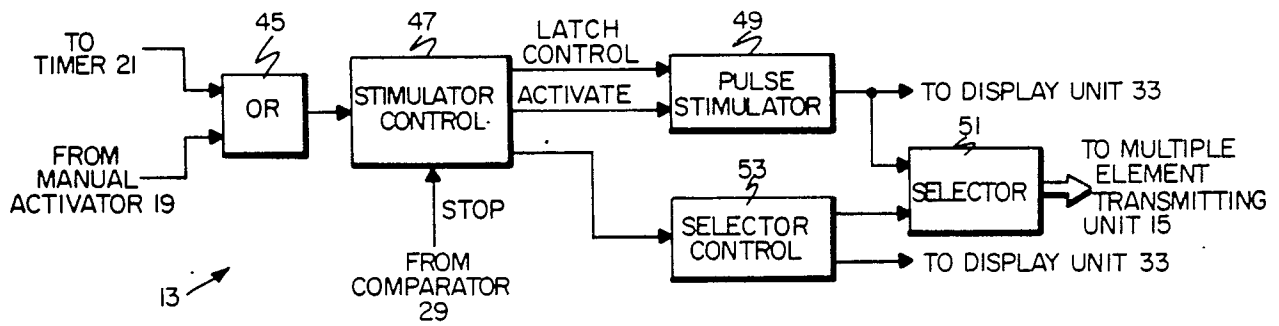 TO
TIMER 21
45
OR
FROM
MANUAL
ACTIVATOR 19
47
STIMULATOR
CONTROL
LATCH
CONTROL
ACTIVATE
STOP
FROM
COMPARATOR
29
49
PULSE
STIMULATOR
TO DISPLAY UNIT 33
51
SELECTOR
TO MULTIPLE
ELEMENT
TRANSMITTING
UNIT 15
53
SELECTOR
CONTROL
TO DISPLAY UNIT 33
13